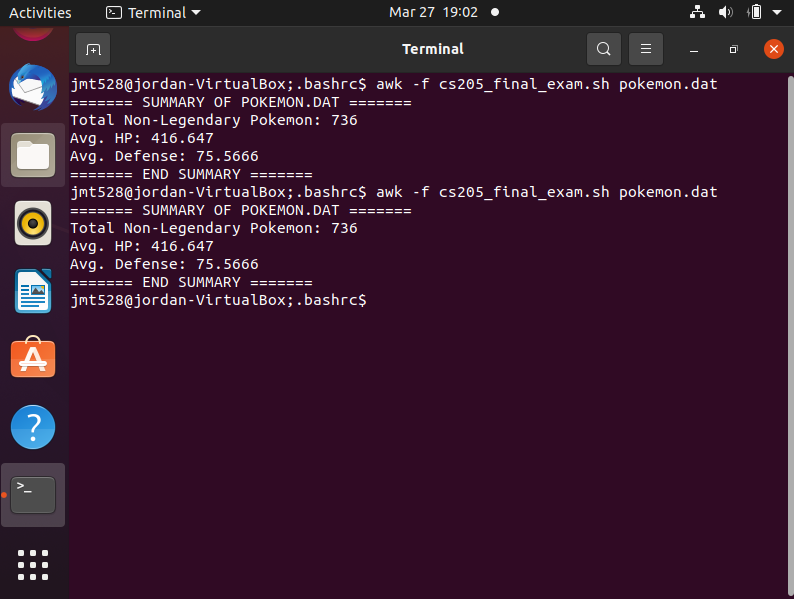 Activities Terminal Mar 27 19:02
Terminal
jmt528@jordan-VirtualBox;.bashrc$ awk -f cs205_final_exam.sh pokemon.dat
======= SUMMARY OF POKEMON.DAT =======
Total Non-Legendary Pokemon: 736
Avg. HP: 416.647
Avg. Defense: 75.5666
======= END SUMMARY =======
jmt528@jordan-VirtualBox;.bashrc$ awk -f cs205_final_exam.sh pokemon.dat
======= SUMMARY OF POKEMON.DAT =======
Total Non-Legendary Pokemon: 736
Avg. HP: 416.647
Avg. Defense: 75.5666
======= END SUMMARY =======
jmt528@jordan-VirtualBox;.bashrc$